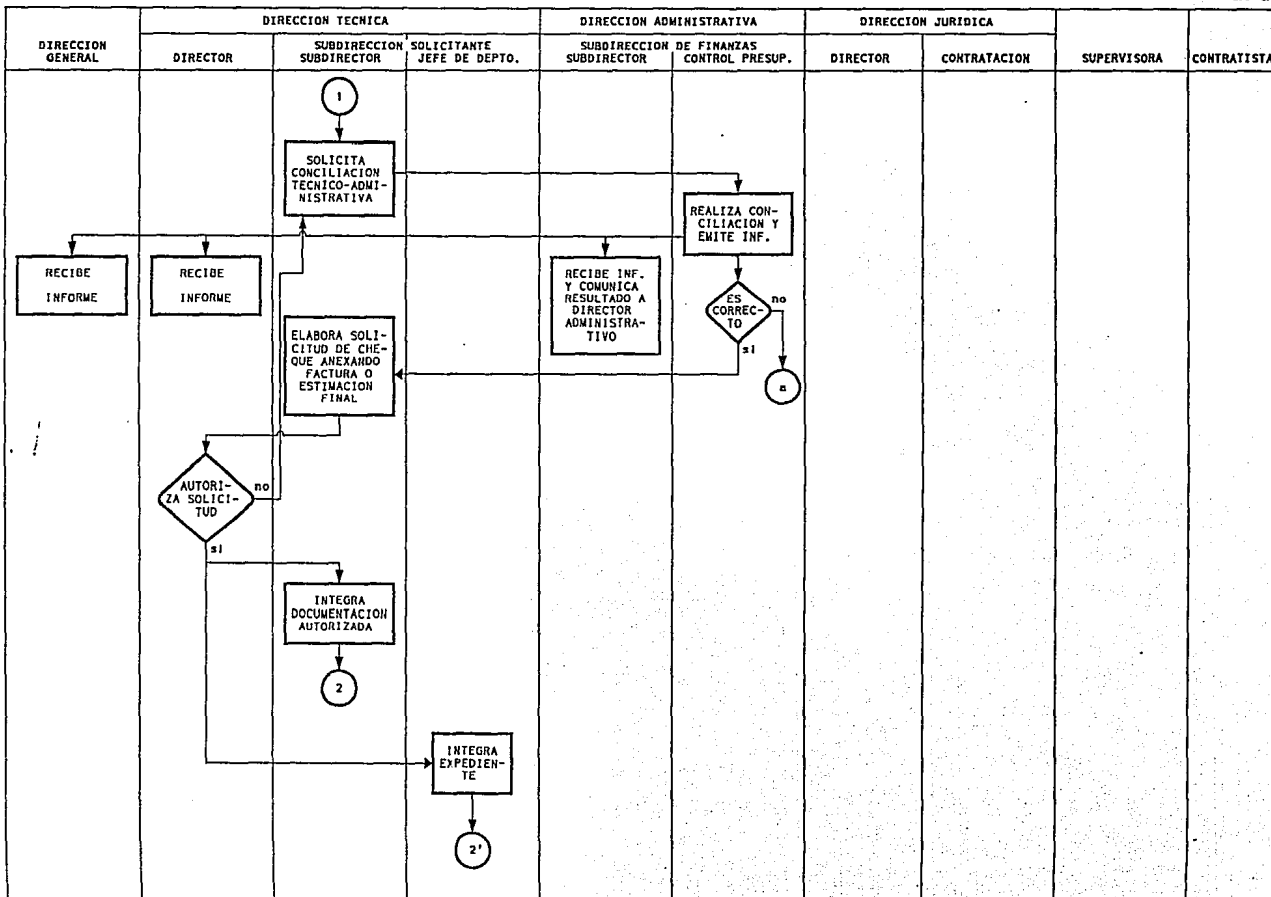 DIRECCION TECNICA
DIRECCION ADMINISTRATIVA
DIRECCION JURIDICA
DIRECCION
GENERAL
DIRECTOR
SUBDIRECCION SOLICITANTE
SUBDIRECTOR
JEFE DE DEPTO.
SUBDIRECCION DE FINANZAS
SUBDIRECTOR
CONTROL PRESUP.
DIRECTOR
CONTRATACION
SUPERVISORA
CONTRATISTA
1
SOLICITA
CONCILIACION
TECNICO-ADMI-
NISTRATIVA
REALIZA CON-
CILIACION Y
EMITE INF.
RECIBE
INFORME
RECIBE
INFORME
RECIBE INF.
Y COMUNICA
RESULTADO A
DIRECTOR
ADMINISTRA-
TIVO
ES
CORREC-
TO
no
si
n
ELABORA SOLI-
CITUD DE CHE-
QUE ANEXANDO
FACTURA O
ESTIMACION
FINAL
AUTORI-
ZA SOLICI-
TUD
no
si
INTEGRA
DOCUMENTACION
AUTORIZADA
2
INTEGRA
EXPEDIEN-
TE
2'